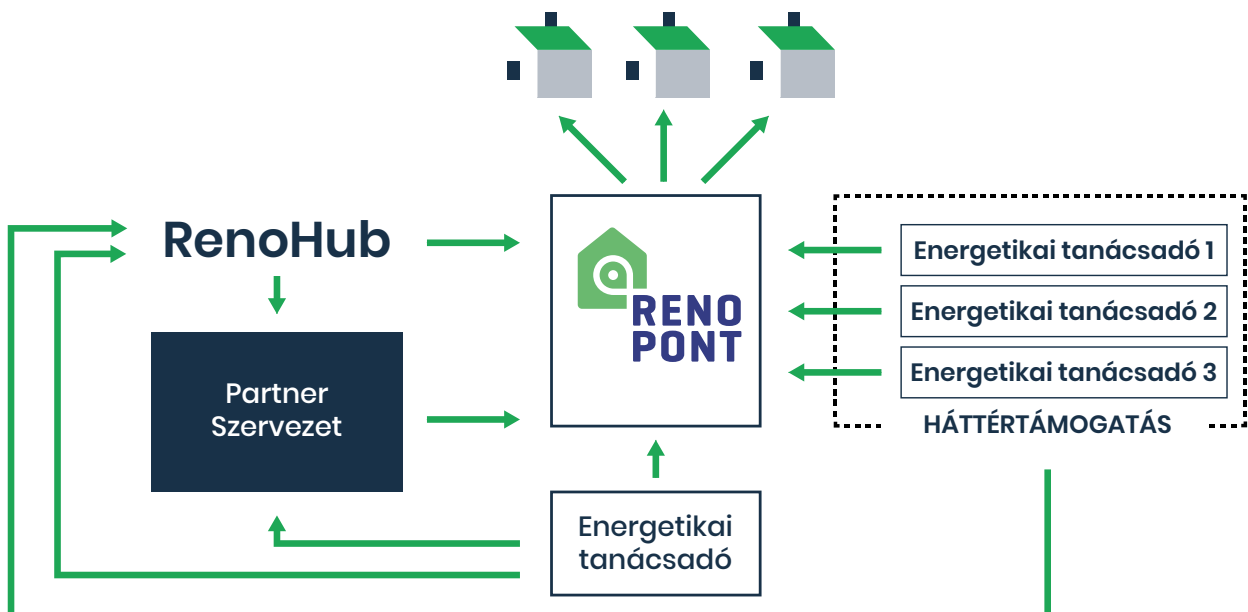 RenoHub
Partner
Szervezet
RENO
PONT
Energetikai tanácsadó 1
Energetikai tanácsadó 2
Energetikai tanácsadó 3
HÁTTÉRTÁMOGATÁS
Energetikai
tanácsadó